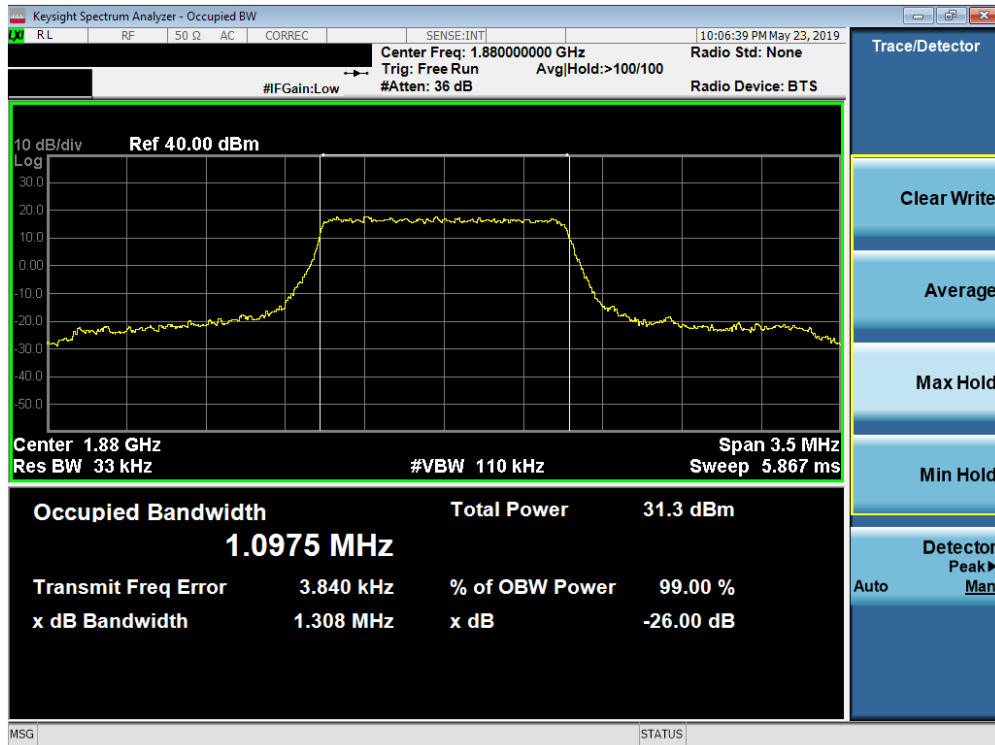 Keysight Spectrum Analyzer - Occupied BW
LXI RL RF 50 Ω AC CORREC SENSE:INT 10:06:39 PM May 23, 2019
Center Freq: 1.880000000 GHz Radio Std: None
Trig: Free Run Avg|Hold:>100/100
#IFGain:Low #Atten: 36 dB Radio Device: BTS
10 dB/div Ref 40.00 dBm
Log
30.0
20.0
10.0
0.00
-10.0
-20.0
-30.0
-40.0
-50.0
Center 1.88 GHz Span 3.5 MHz
Res BW 33 kHz #VBW 110 kHz Sweep 5.867 ms
Occupied Bandwidth Total Power 31.3 dBm
1.0975 MHz
Transmit Freq Error 3.840 kHz % of OBW Power 99.00 %
x dB Bandwidth 1.308 MHz x dB -26.00 dB
MSG STATUS
Trace/Detector
Clear Write
Average
Max Hold
Min Hold
Detector
Peak▶
Auto Man